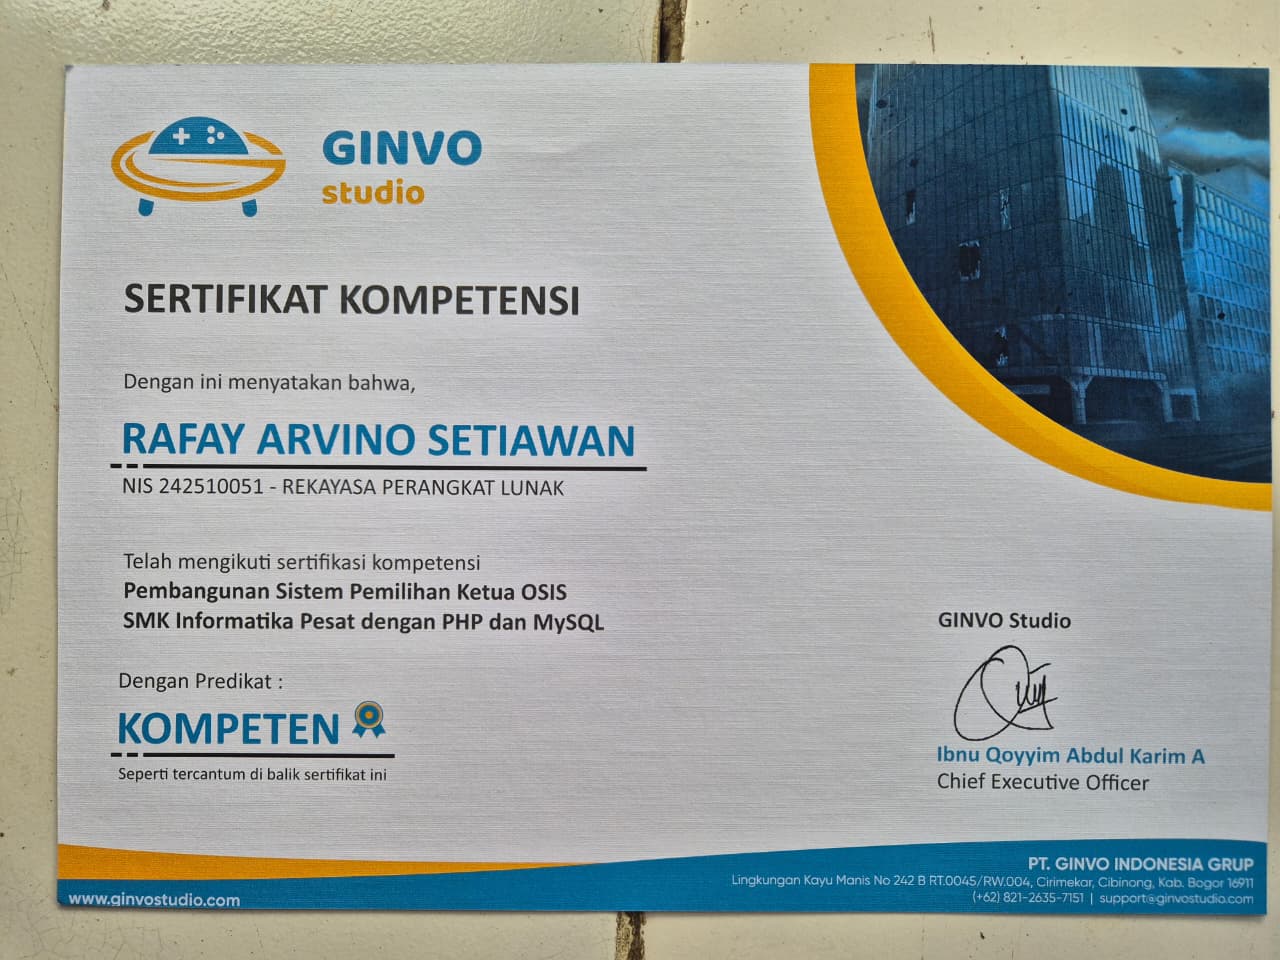 GINVO
studio
SERTIFIKAT KOMPETENSI
Dengan ini menyatakan bahwa,
RAFAY ARVINO SETIAWAN
NIS 242510051 - REKAYASA PERANGKAT LUNAK
Telah mengikuti sertifikasi kompetensi
Pembangunan Sistem Pemilihan Ketua OSIS
SMK Informatika Pesat dengan PHP dan MySQL
Dengan Predikat :
KOMPETEN
Seperti tercantum di balik sertifikat ini
GINVO Studio
Ibnu Qoyyim Abdul Karim A
Chief Executive Officer
PT. GINVO INDONESIA GRUP
Lingkungan Kayu Manis No 242 B RT.0045/RW.004, Cirimekar, Cibinong, Kab. Bogor 16911
(+62) 821-2635-7151 | support@ginvostudio.com
www.ginvostudio.com